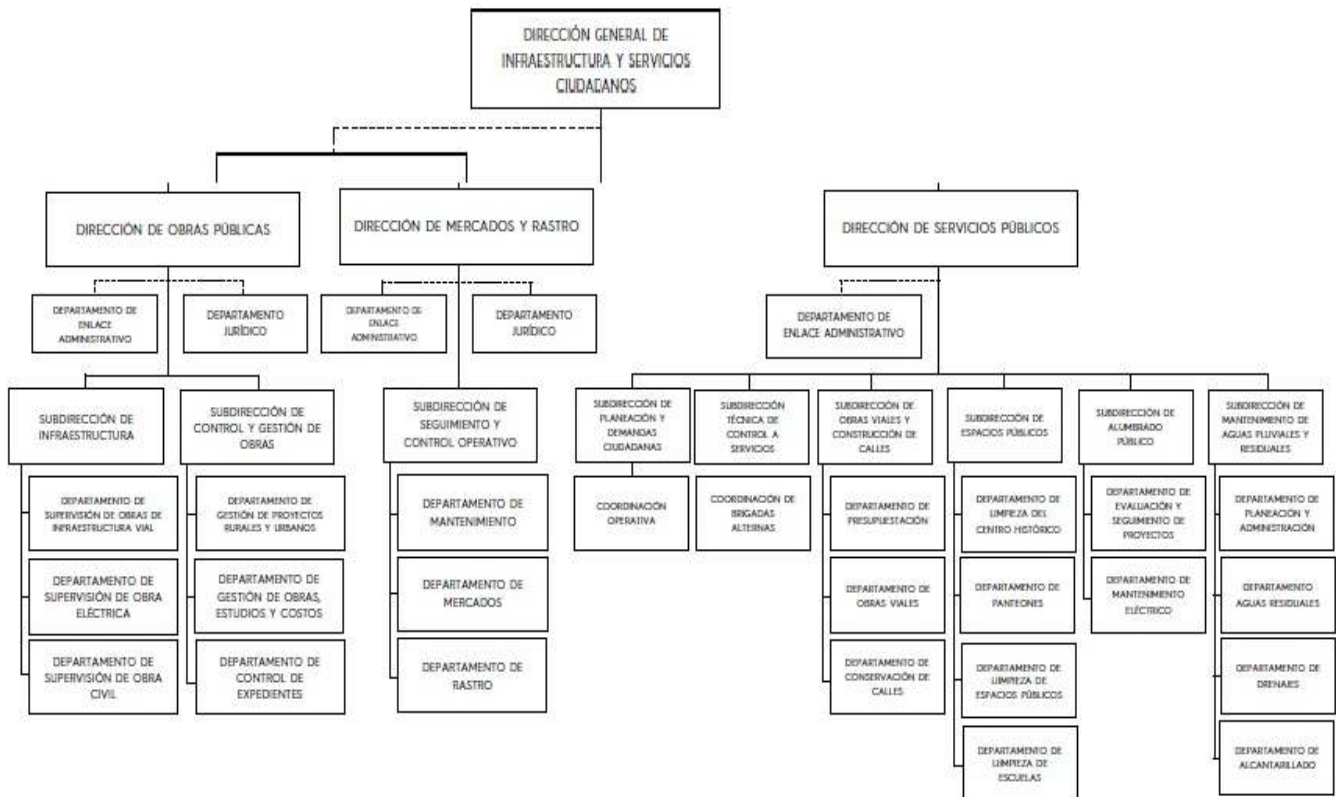 DIRECCIÓN GENERAL DE
INFRAESTRUCTURA Y SERVICIOS
CIUDADANOS
DIRECCIÓN DE OBRAS PÚBLICAS
DIRECCIÓN DE MERCADOS Y RASTRO
DIRECCIÓN DE SERVICIOS PÚBLICOS
DEPARTAMENTO DE
ENLACE
ADMINISTRATIVO
DEPARTAMENTO
JURÍDICO
DEPARTAMENTO DE
ENLACE
ADMINISTRATIVO
DEPARTAMENTO
JURÍDICO
DEPARTAMENTO DE
ENLACE ADMINISTRATIVO
SUBDIRECCIÓN DE
INFRAESTRUCTURA
SUBDIRECCIÓN DE
CONTROL Y GESTIÓN DE
OBRAS
SUBDIRECCIÓN DE
SEGUIMIENTO Y
CONTROL OPERATIVO
SUBDIRECCIÓN DE
PLANEACIÓN Y
DEMANDAS
CIUDADANAS
SUBDIRECCIÓN
TÉCNICA DE
CONTROL A
SERVICIOS
SUBDIRECCIÓN DE
OBRAS VIALES Y
CONSTRUCCIÓN DE
CALLES
SUBDIRECCIÓN DE
ESPACIOS PÚBLICOS
SUBDIRECCIÓN DE
ALUMBRADO
PÚBLICO
SUBDIRECCIÓN DE
MANTENIMIENTO DE
AGUAS PLUVIALES Y
RESIDUALES
DEPARTAMENTO DE
SUPERVISIÓN DE OBRAS DE
INFRAESTRUCTURA VIAL
DEPARTAMENTO DE
GESTIÓN DE PROYECTOS
RURALES Y URBANOS
DEPARTAMENTO
DE MANTENIMIENTO
COORDINACIÓN
OPERATIVA
COORDINACIÓN DE
BRIGADAS
ALTERNAS
DEPARTAMENTO DE
PRESUPUESTACIÓN
DEPARTAMENTO DE
LIMPIEZA DEL
CENTRO HISTÓRICO
DEPARTAMENTO DE
EVALUACIÓN Y
SEGUIMIENTO DE
PROYECTOS
DEPARTAMENTO DE
PLANEACIÓN Y
ADMINISTRACIÓN
DEPARTAMENTO DE
SUPERVISIÓN DE OBRA
ELÉCTRICA
DEPARTAMENTO DE
GESTIÓN DE OBRAS,
ESTUDIOS Y COSTOS
DEPARTAMENTO DE
MERCADOS
DEPARTAMENTO DE
OBRAS VIALES
DEPARTAMENTO DE
PANTEONES
DEPARTAMENTO DE
MANTENIMIENTO
ELÉCTRICO
DEPARTAMENTO
AGUAS RESIDUALES
DEPARTAMENTO DE
SUPERVISIÓN DE OBRA
CIVIL
DEPARTAMENTO DE
CONTROL DE
EXPEDIENTES
DEPARTAMENTO DE
RASTRO
DEPARTAMENTO DE
CONSERVACIÓN DE
CALLES
DEPARTAMENTO DE
LIMPIEZA DE
ESPACIOS PÚBLICOS
DEPARTAMENTO DE
DRENAJES
DEPARTAMENTO DE
LIMPIEZA DE
ESCUELAS
DEPARTAMENTO DE
ALCANTARILLADO